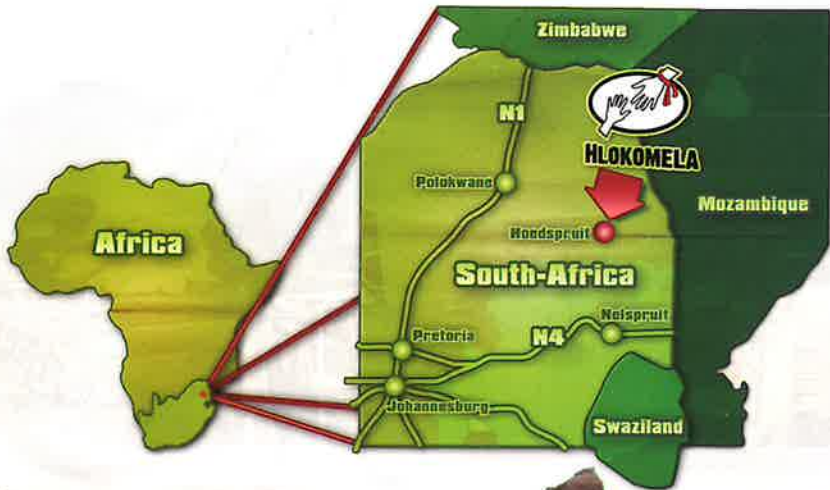 Zimbabwe
N1
HLOKOMELA
Polokwane
Mozambique
Hoedspruit
Africa
South-Africa
Nelspruit
Pretoria
N4
Johannesburg
Swaziland